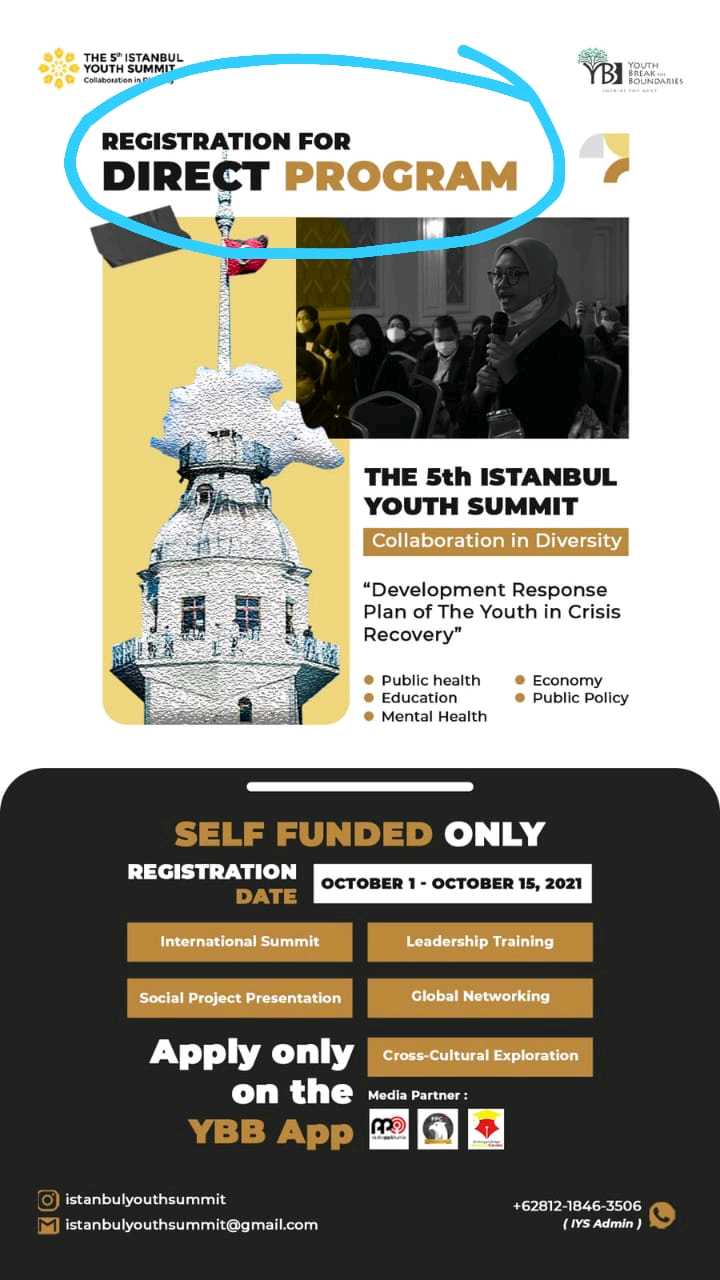 THE 5th ISTANBUL
YOUTH SUMMIT
Collaboration in
YOUTH
BREAK THE
BOUNDARIES
YBB
REGISTRATION FOR
DIRECT PROGRAM
THE 5th ISTANBUL
YOUTH SUMMIT
Collaboration in Diversity
“Development Response
Plan of The Youth in Crisis
Recovery”
Public health
Education
Mental Health
Economy
Public Policy
SELF FUNDED ONLY
REGISTRATION
DATE
OCTOBER 1 - OCTOBER 15, 2021
International Summit
Leadership Training
Social Project Presentation
Global Networking
Cross-Cultural Exploration
Apply only
on the
YBB App
Media Partner :
istanbulyouthsummit
istanbulyouthsummit@gmail.com
+62812-1846-3506
( IYS Admin )